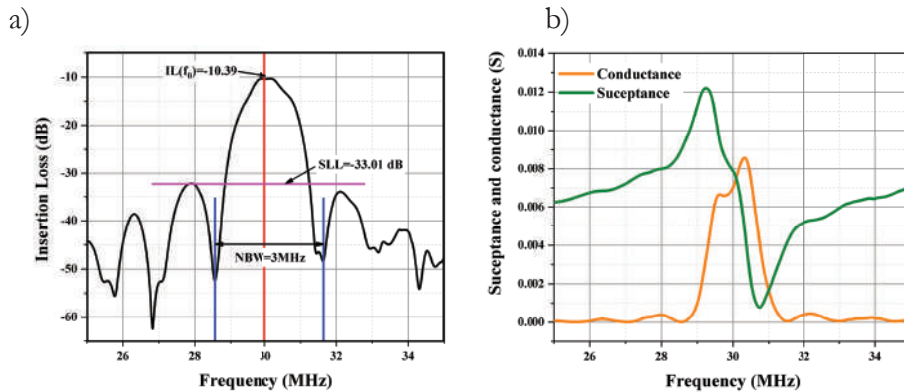 a)
IL(f0)=-10.39
SLL=-33.01 dB
NBW=3MHz
Insertion Loss (dB)
-10
-20
-30
-40
-50
-60
26 28 30 32 34
Frequency (MHz)
b)
Conductance
Suceptance
Suceptance and conductance (S)
0.014
0.012
0.010
0.008
0.006
0.004
0.002
0.000
26 28 30 32 34
Frequency (MHz)